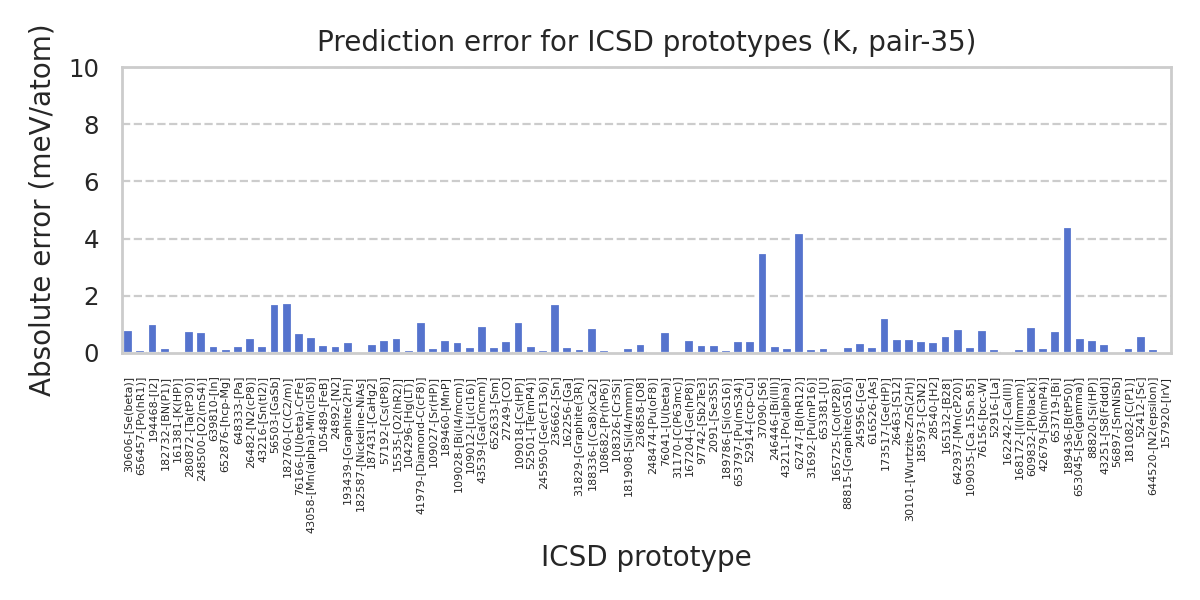 Prediction error for ICSD prototypes (K, pair-35)
Absolute error (meV/atom)
10
8
6
4
2
0
30606-[Se(beta)]
656457-[Po(hR1)]
194468-[I2]
182732-[BN(P1)]
161381-[K(HP)]
280872-[Ta(tP30)]
248500-[O2(mS4)]
639810-[In]
652876-[hcp-Mg]
64833-[Pa]
26482-[N2(cP8)]
43216-[Sn(tI2)]
56503-[GaSb]
182760-[C(C2/m)]
76166-[U(beta)-CrFe]
43058-[Mn(alpha)-Mn(cI58)]
105489-[FeB]
24892-[N2]
193439-[Graphite(2H)]
182587-[Nickeline-NiAs]
187431-[CaHg2]
57192-[Cs(tP8)]
15535-[O2(hR2)]
104296-[Hg(LT)]
41979-[Diamond-C(cF8)]
109027-[Sr(HP)]
189460-[MnP]
109028-[Bi(I4/mcm)]
109012-[Li(cI16)]
43539-[Ga(Cmcm)]
652633-[Sm]
27249-[CO]
109018-[Cs(HP)]
52501-[Te(mP4)]
245950-[Ge(cF136)]
236662-[Sn]
162256-[Ga]
31829-[Graphite(3R)]
188336-[(Ca8)xCa2]
108682-[Pr(hP6)]
108326-[Cr3Si]
181908-[Si(I4/mmm)]
236858-[O8]
248474-[Pu(oF8)]
76041-[U(beta)]
31170-[C(P63mc)]
167204-[Ge(hP8)]
97742-[Sb2Te3]
2091-[Se3S5]
189786-[Si(oS16)]
653797-[Pu(mS34)]
52914-[ccp-Cu]
37090-[S6]
246446-[Bi(III)]
43211-[Po(alpha)]
62747-[O(hR12)]
31692-[Pu(mP16)]
653381-[U]
165725-[Co(tP28)]
88815-[Graphite(oS16)]
245956-[Ge]
616526-[As]
173517-[Ge(HP)]
26463-[S12]
30101-[Wurtzite-ZnS(2H)]
185973-[C3N2]
28540-[H2]
165132-[B28]
642937-[Mn(cP20)]
109035-[Ca.15Sn.85]
76156-[bcc-W]
52916-[La]
162242-[Ca(III)]
168172-[I(Immm)]
609832-[P(black)]
42679-[Sb(mP4)]
653719-[Bi]
189436-[B(tP50)]
653045-[Se(gamma)]
88820-[Si(HP)]
43251-[S8(Fddd)]
56897-[SmNiSb]
181082-[C(P1)]
52412-[Sc]
644520-[N2(epsilon)]
157920-[IrV]
ICSD prototype